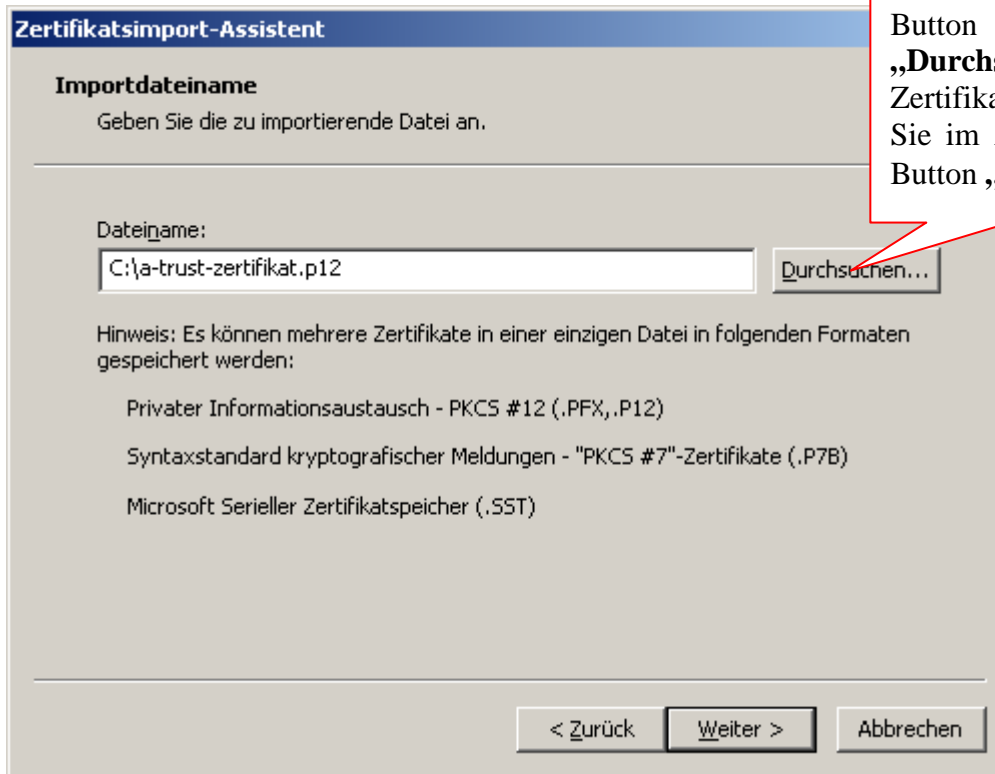 Zertifikatsimport-Assistent
Button
Importdateiname
Geben Sie die zu importierende Datei an.
Sie im
Button
Dateiname:
C:\a-trust-zertifikat.p12
Durchsuchen...
Hinweis: Es können mehrere Zertifikate in einer einzigen Datei in folgenden Formaten
gespeichert werden:
Privater Informationsaustausch - PKCS #12 (.PFX,.P12)
Syntaxstandard kryptografischer Meldungen - "PKCS #7"-Zertifikate (.P7B)
Microsoft Serieller Zertifikatspeicher (.SST)
< Zurück
Weiter >
Abbrechen